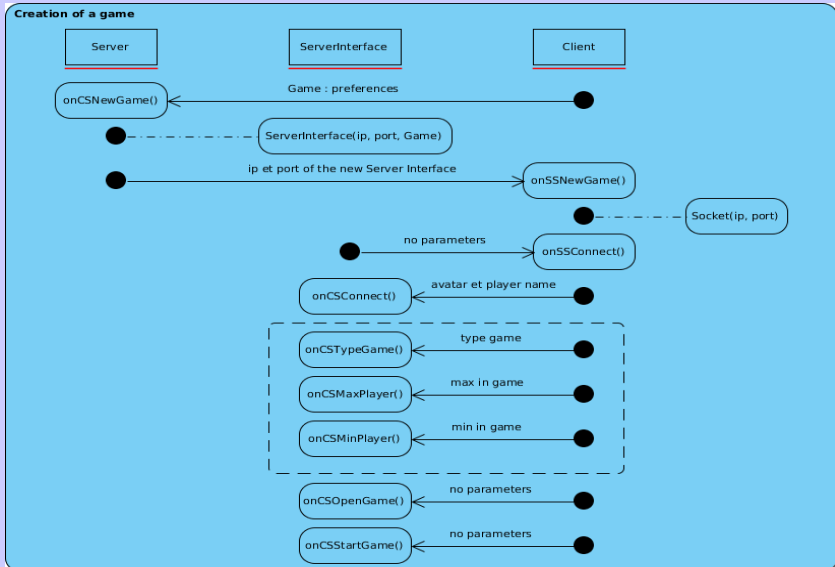 Creation of a game
Server
ServerInterface
Client
Game : preferences
onCSNewGame()
ServerInterface(ip, port, Game)
ip et port of the new Server Interface
onSSNewGame()
Socket(ip, port)
no parameters
onSSConnect()
avatar et player name
onCSConnect()
type game
onCSTypeGame()
max in game
onCSMaxPlayer()
min in game
onCSMinPlayer()
no parameters
onCSOpenGame()
no parameters
onCSStartGame()